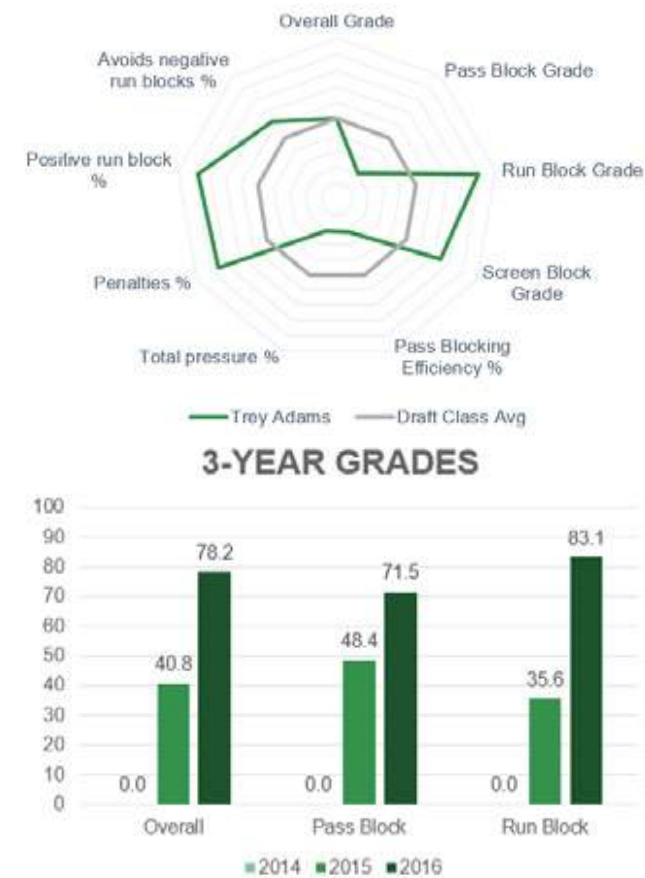 Overall Grade
Avoids negative
run blocks %
Pass Block Grade
Positive run block
%
Run Block Grade
Penalties %
Screen Block
Grade
Total pressure %
Pass Blocking
Efficiency %
Trey Adams Draft Class Avg
3-YEAR GRADES
100
90
80
70
60
50
40
30
20
10
0
0.0 40.8 78.2
0.0 48.4 71.5
0.0 35.6 83.1
Overall Pass Block Run Block
2014 2015 2016